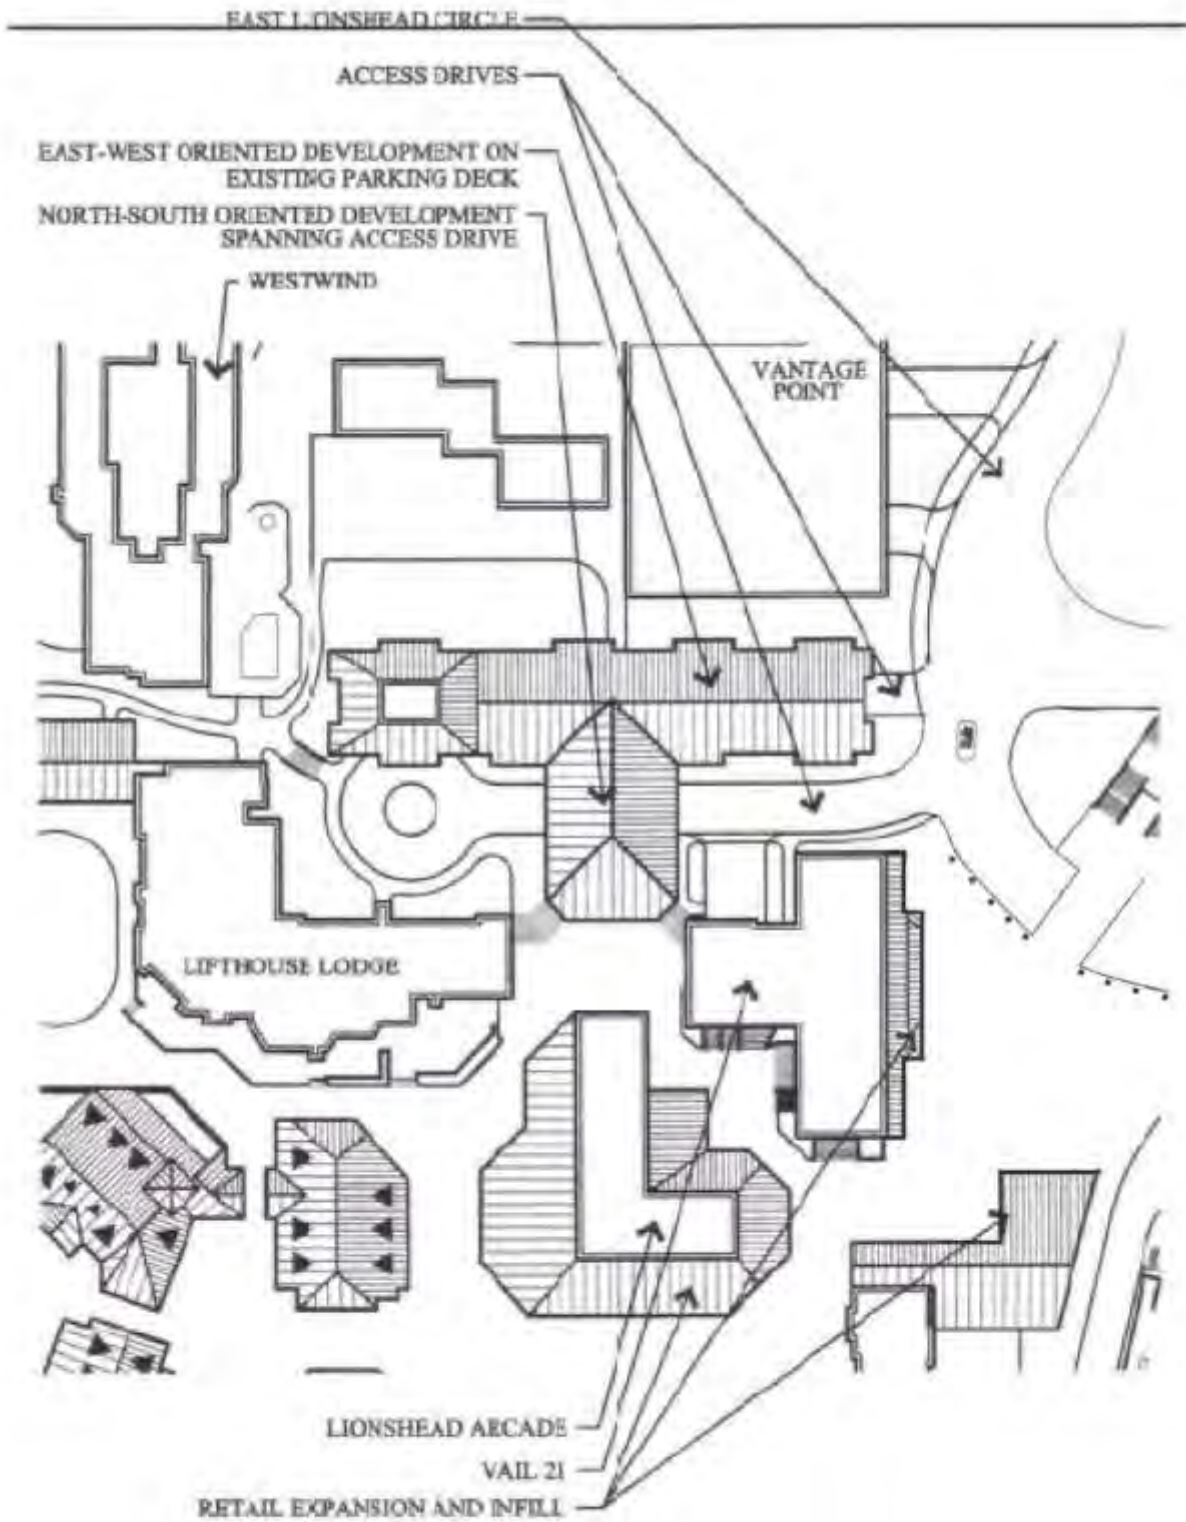 EAST LIONSHEAD CIRCLE
ACCESS DRIVES
EAST-WEST ORIENTED DEVELOPMENT ON
EXISTING PARKING DECK
NORTH-SOUTH ORIENTED DEVELOPMENT
SPANNING ACCESS DRIVE
WESTWIND
VANTAGE
POINT
LIFTHOUSE LODGE
LIONSHEAD ARCADE
VAIL 21
RETAIL EXPANSION AND INFILL